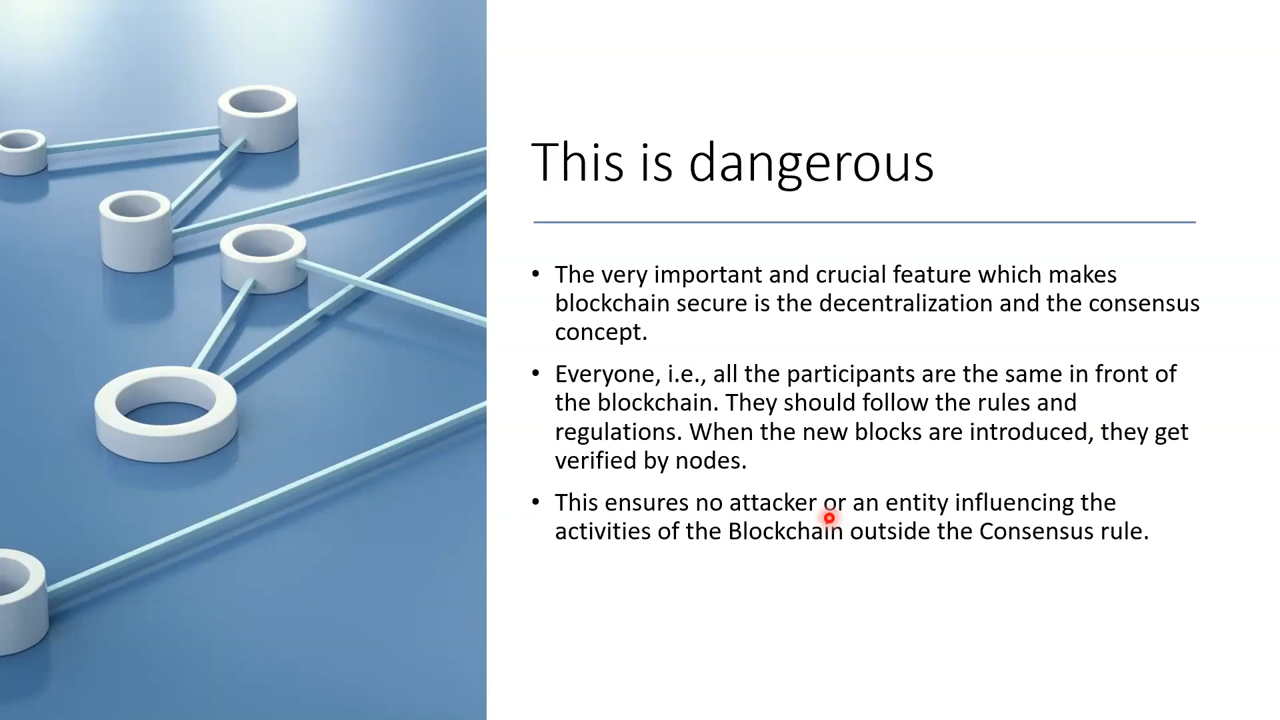 This is dangerous
• The very important and crucial feature which makes
blockchain secure is the decentralization and the consensus
concept.
• Everyone, i.e., all the participants are the same in front of
the blockchain. They should follow the rules and
regulations. When the new blocks are introduced, they get
verified by nodes.
• This ensures no attacker or an entity influencing the
activities of the Blockchain outside the Consensus rule.